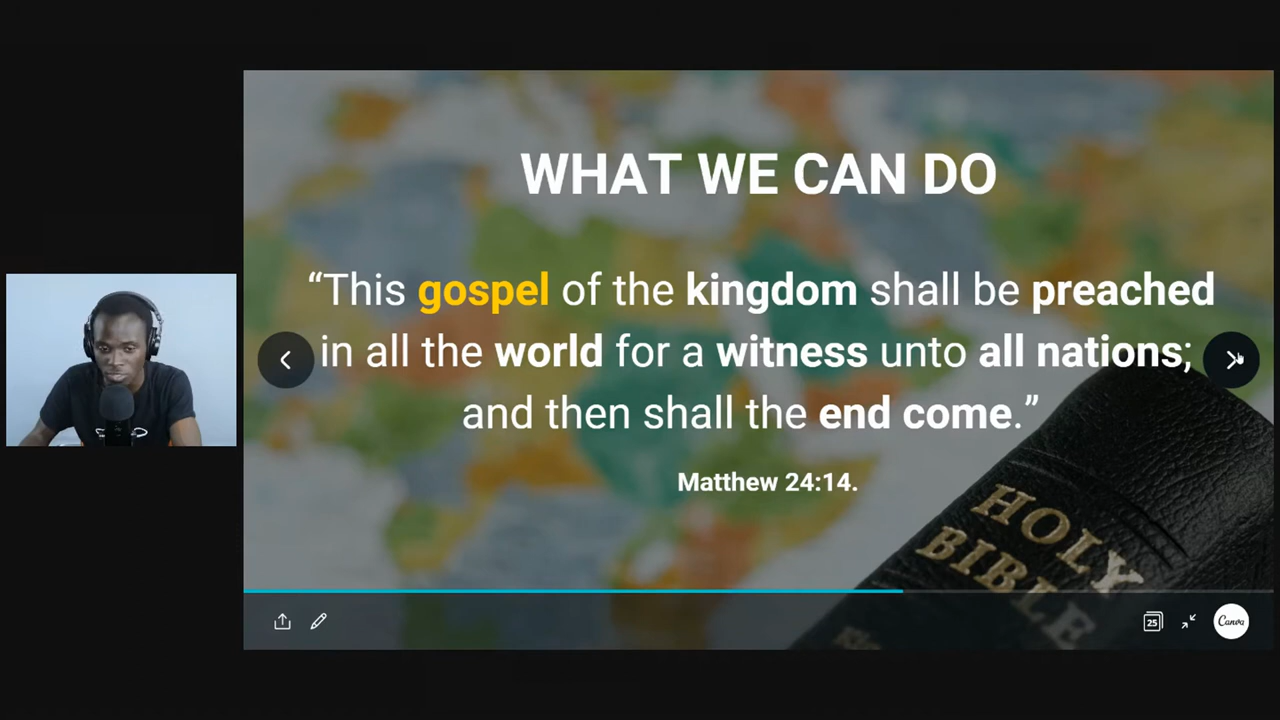 WHAT WE CAN DO
“This gospel of the kingdom shall be preached
in all the world for a witness unto all nations;
and then shall the end come.”
Matthew 24:14.
HOLY
BIBLE
25
Canva